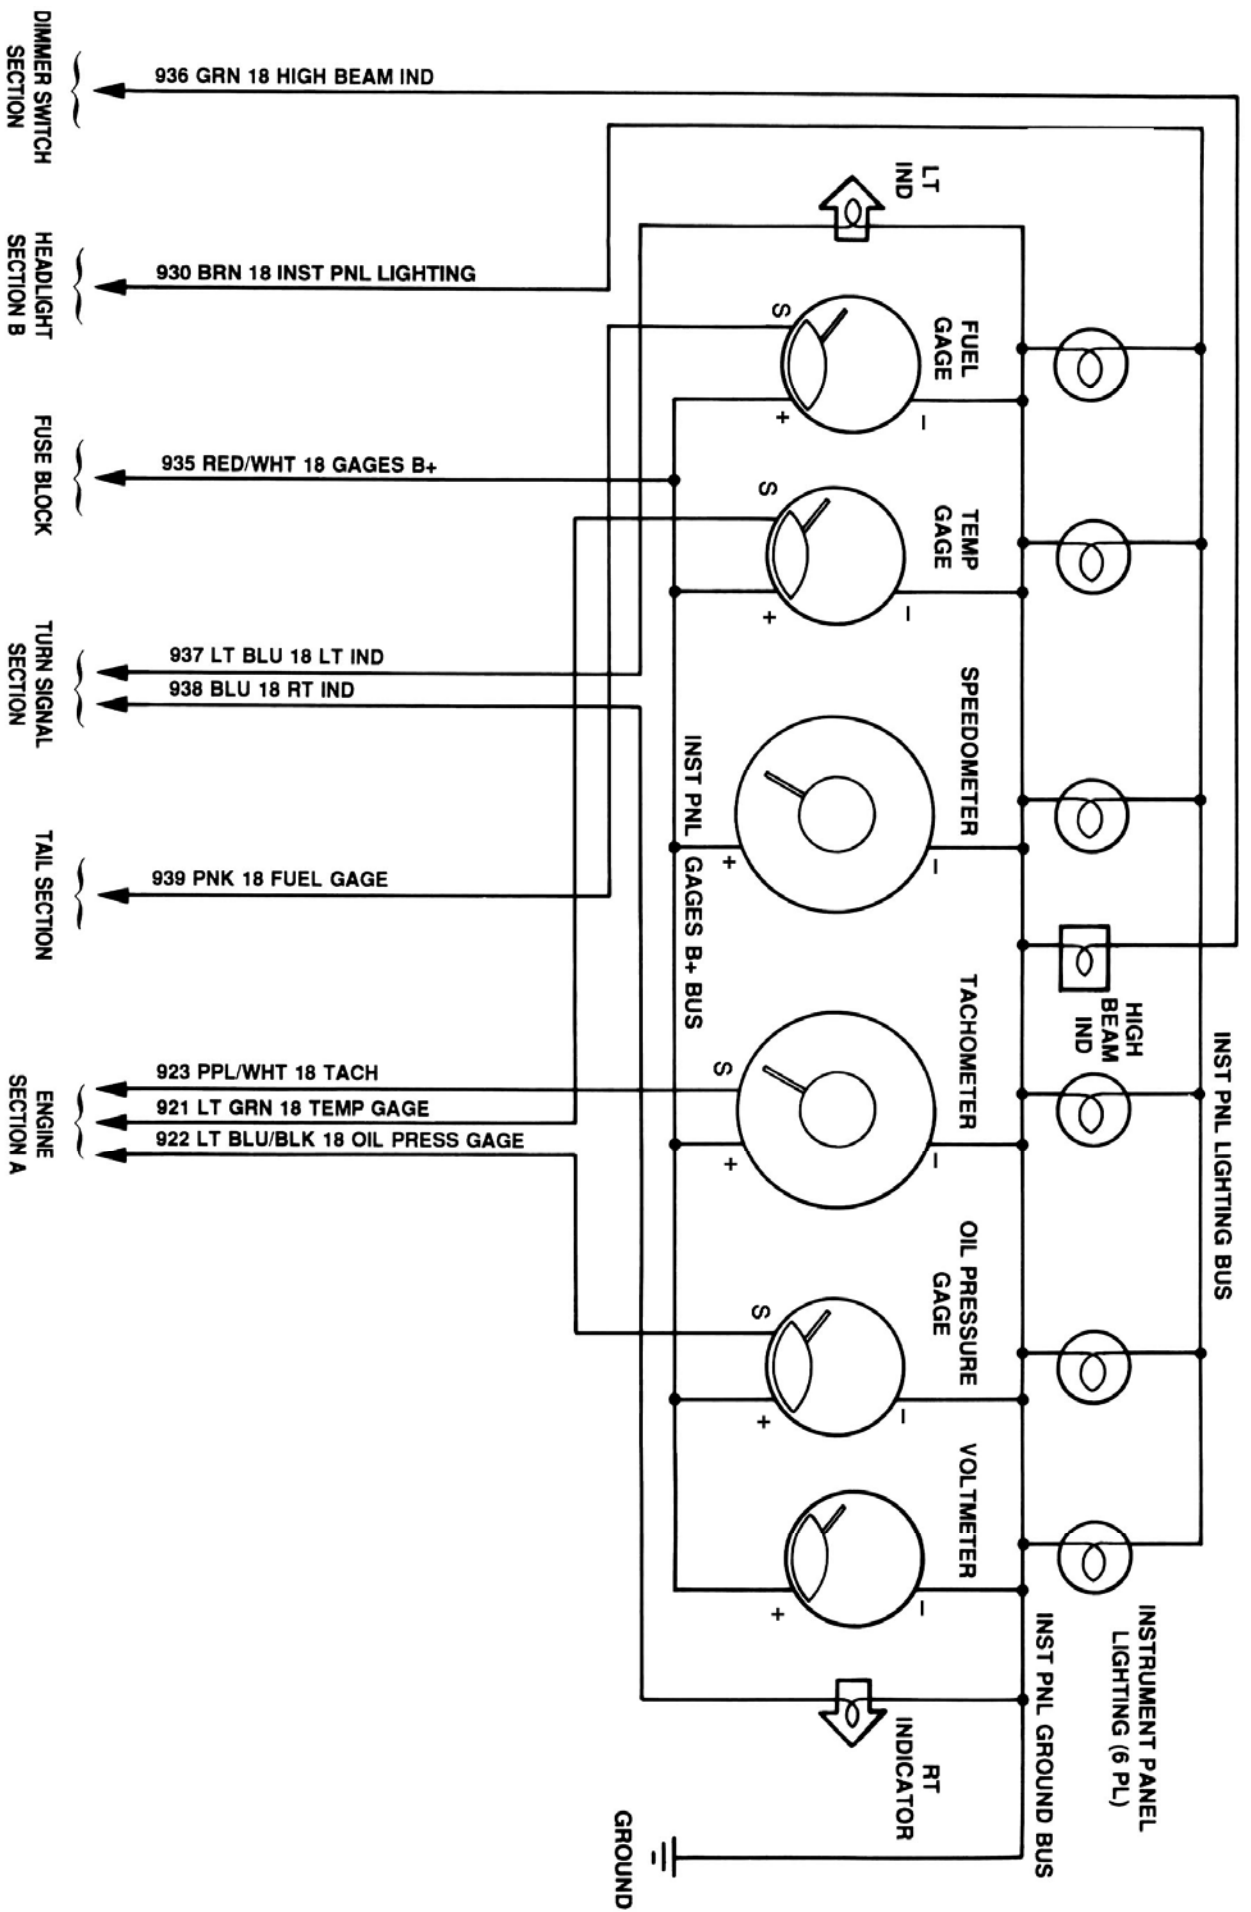 936 GRN 18 HIGH BEAM IND
DIMMER SWITCH
SECTION
930 BRN 18 INST PNL LIGHTING
HEADLIGHT
SECTION B
935 RED/WHT 18 GAGES B+
FUSE BLOCK
937 LT BLU 18 LT IND
938 BLU 18 RT IND
TURN SIGNAL
SECTION
939 PNK 18 FUEL GAGE
TAIL SECTION
923 PPL/WHT 18 TACH
921 LT GRN 18 TEMP GAGE
922 LT BLU/BLK 18 OIL PRESS GAGE
ENGINE
SECTION A
LT
IND
FUEL
GAGE
S
+
−
TEMP
GAGE
S
+
−
SPEEDOMETER
+
−
INST PNL GAGES B+ BUS
HIGH
BEAM
IND
TACHOMETER
S
+
−
INST PNL LIGHTING BUS
OIL PRESSURE
GAGE
S
+
−
VOLTMETER
+
−
INSTRUMENT PANEL
LIGHTING (6 PL)
INST PNL GROUND BUS
RT
INDICATOR
GROUND